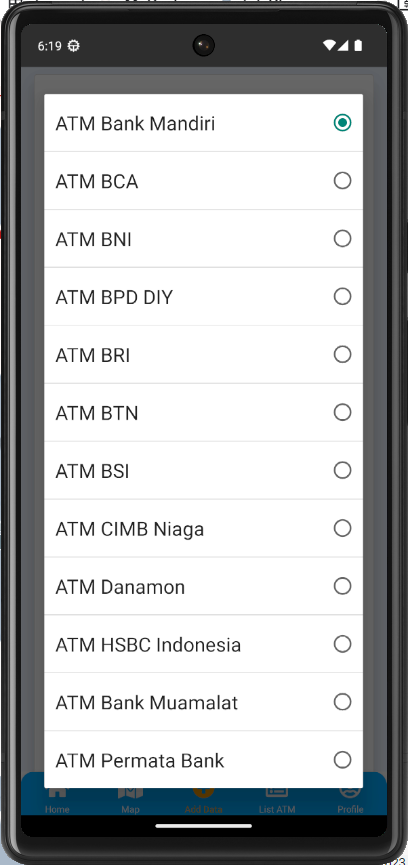 6:19
ATM Bank Mandiri
ATM BCA
ATM BNI
ATM BPD DIY
ATM BRI
ATM BTN
ATM BSI
ATM CIMB Niaga
ATM Danamon
ATM HSBC Indonesia
ATM Bank Muamalat
ATM Permata Bank
Home Map Add Data List ATM Profile